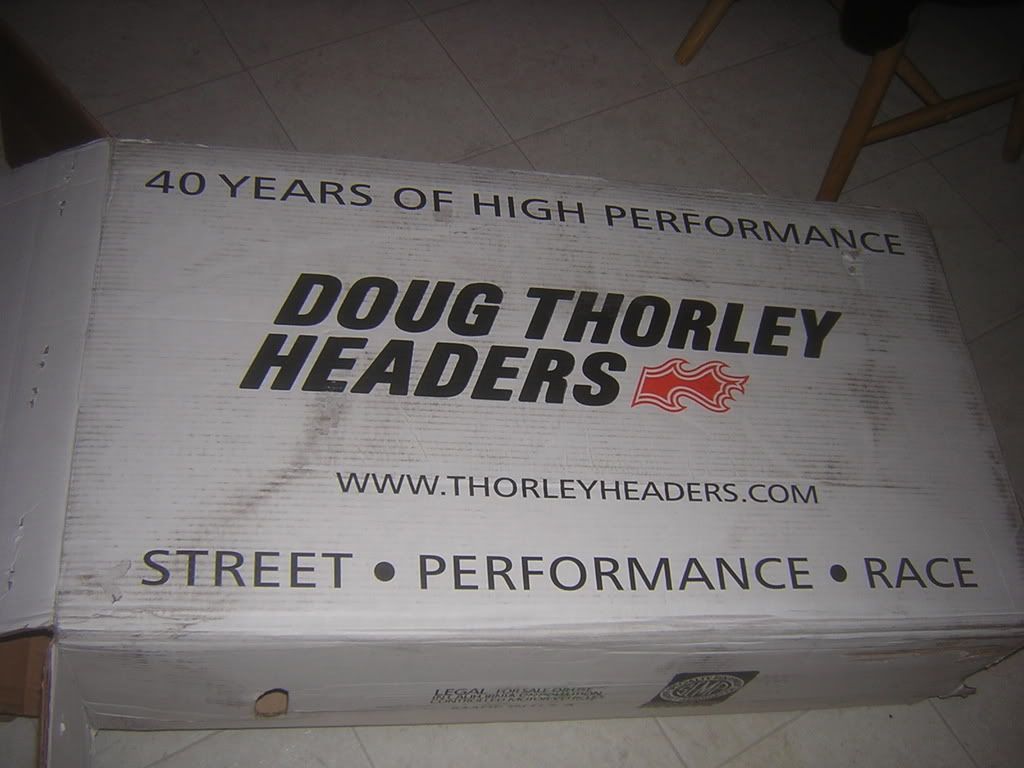 40 YEARS OF HIGH PERFORMANCE
DOUG THORLEY
HEADERS
WWW.THORLEYHEADERS.COM
STREET • PERFORMANCE • RACE
LEGAL